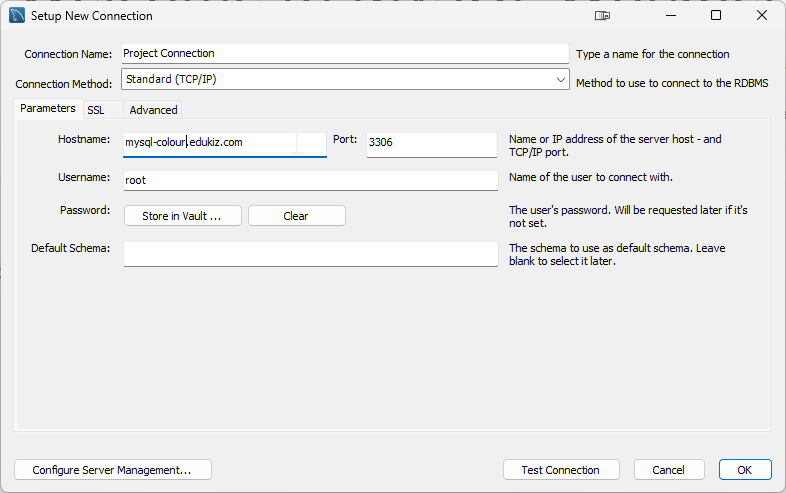 Setup New Connection
Connection Name: Project Connection Type a name for the connection
Connection Method: Standard (TCP/IP) Method to use to connect to the RDBMS
Parameters SSL Advanced
Hostname: mysql-colour.edukiz.com Port: 3306 Name or IP address of the server host - and
TCP/IP port.
Username: root Name of the user to connect with.
Password: Store in Vault ... Clear The user's password. Will be requested later if it's
not set.
Default Schema: The schema to use as default schema. Leave
blank to select it later.
Configure Server Management... Test Connection Cancel OK